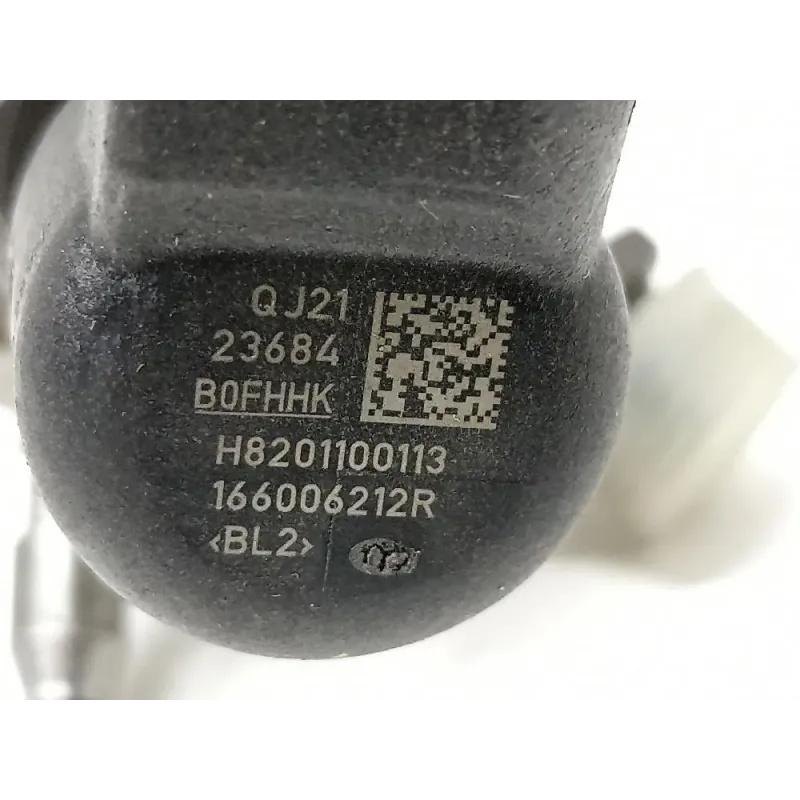 QJ21
23684
B0FHHK
H8201100113
166006212R
<BL2>